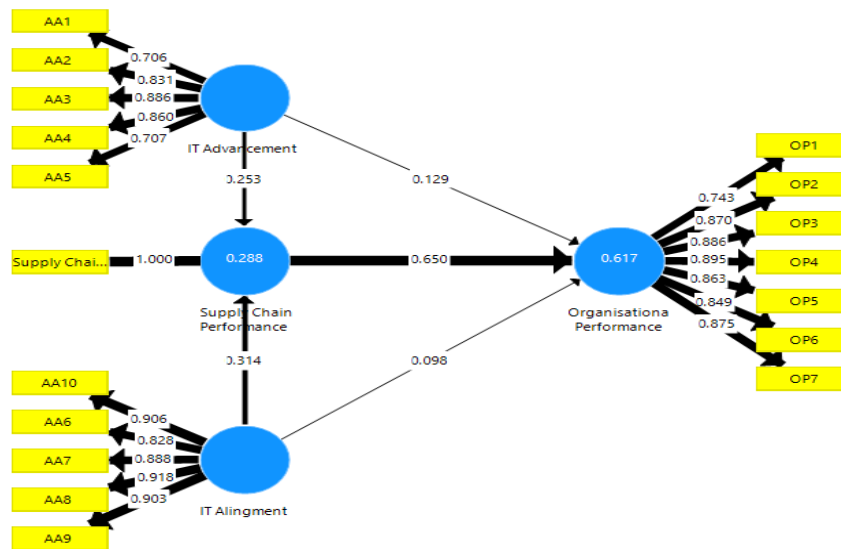 AA1
AA2
AA3
AA4
AA5
0.706
0.831
0.886
0.860
0.707
IT Advancement
0.253
0.129
Supply Chai...
1.000
0.288
Supply Chain
Performance
0.650
0.617
Organisationa
Performance
0.314
0.098
OP1
OP2
OP3
OP4
OP5
OP6
OP7
0.743
0.870
0.886
0.895
0.863
0.849
0.875
AA10
AA6
AA7
AA8
AA9
0.906
0.828
0.888
0.918
0.903
IT Alingment